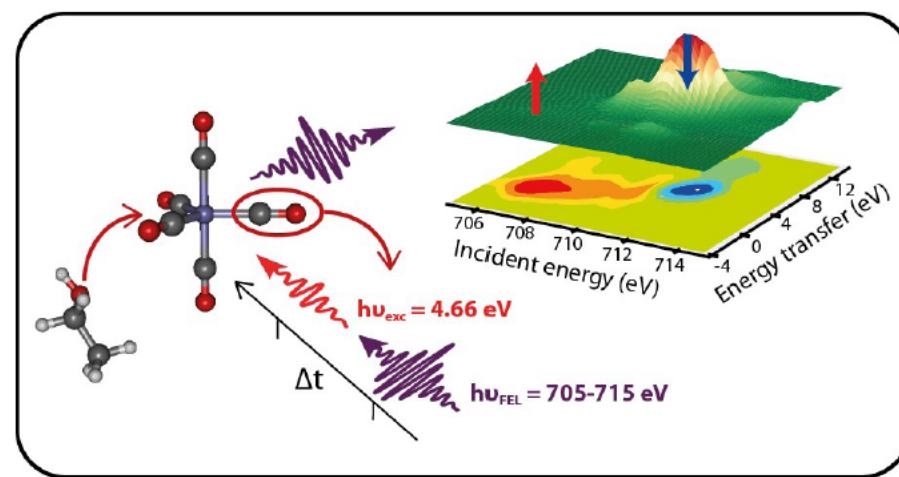 706
708
710
712
714
Incident energy (eV)
-4
0
4
8
12
Energy transfer (eV)
hυexc = 4.66 eV
Δt
hυFEL = 705-715 eV